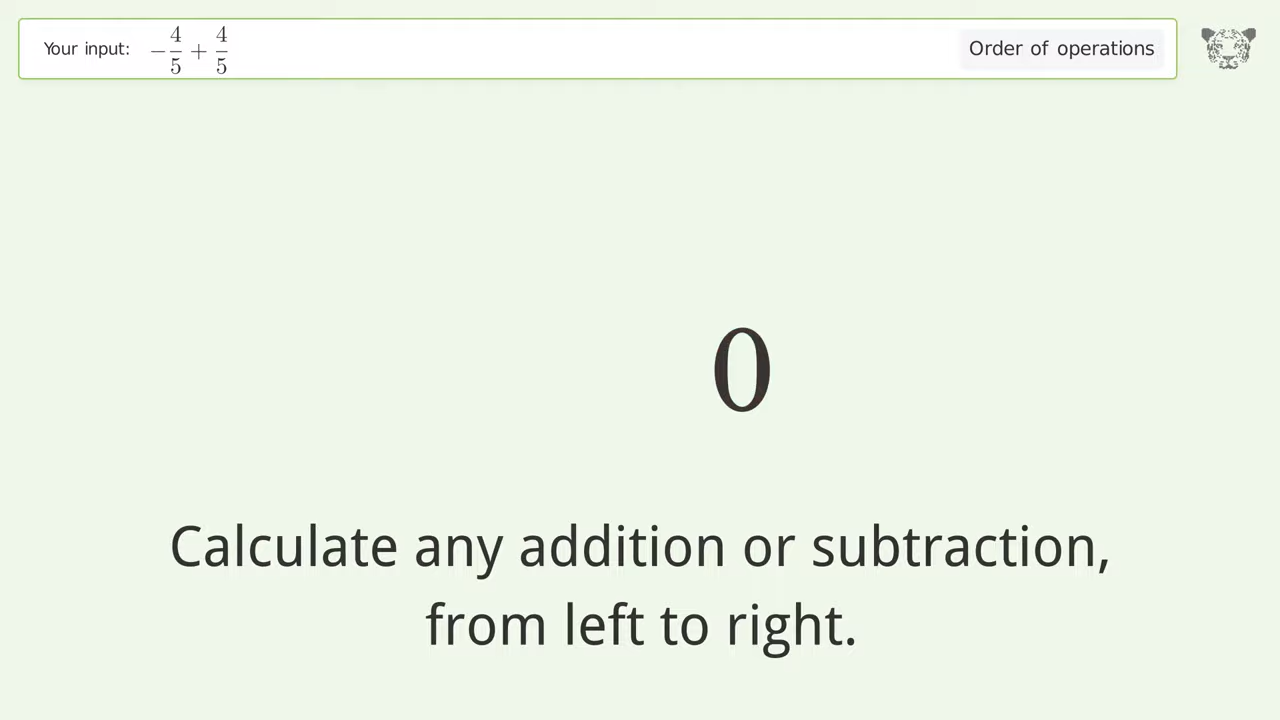 Your input: −4/5 + 4/5
Order of operations
0
Calculate any addition or subtraction,
from left to right.